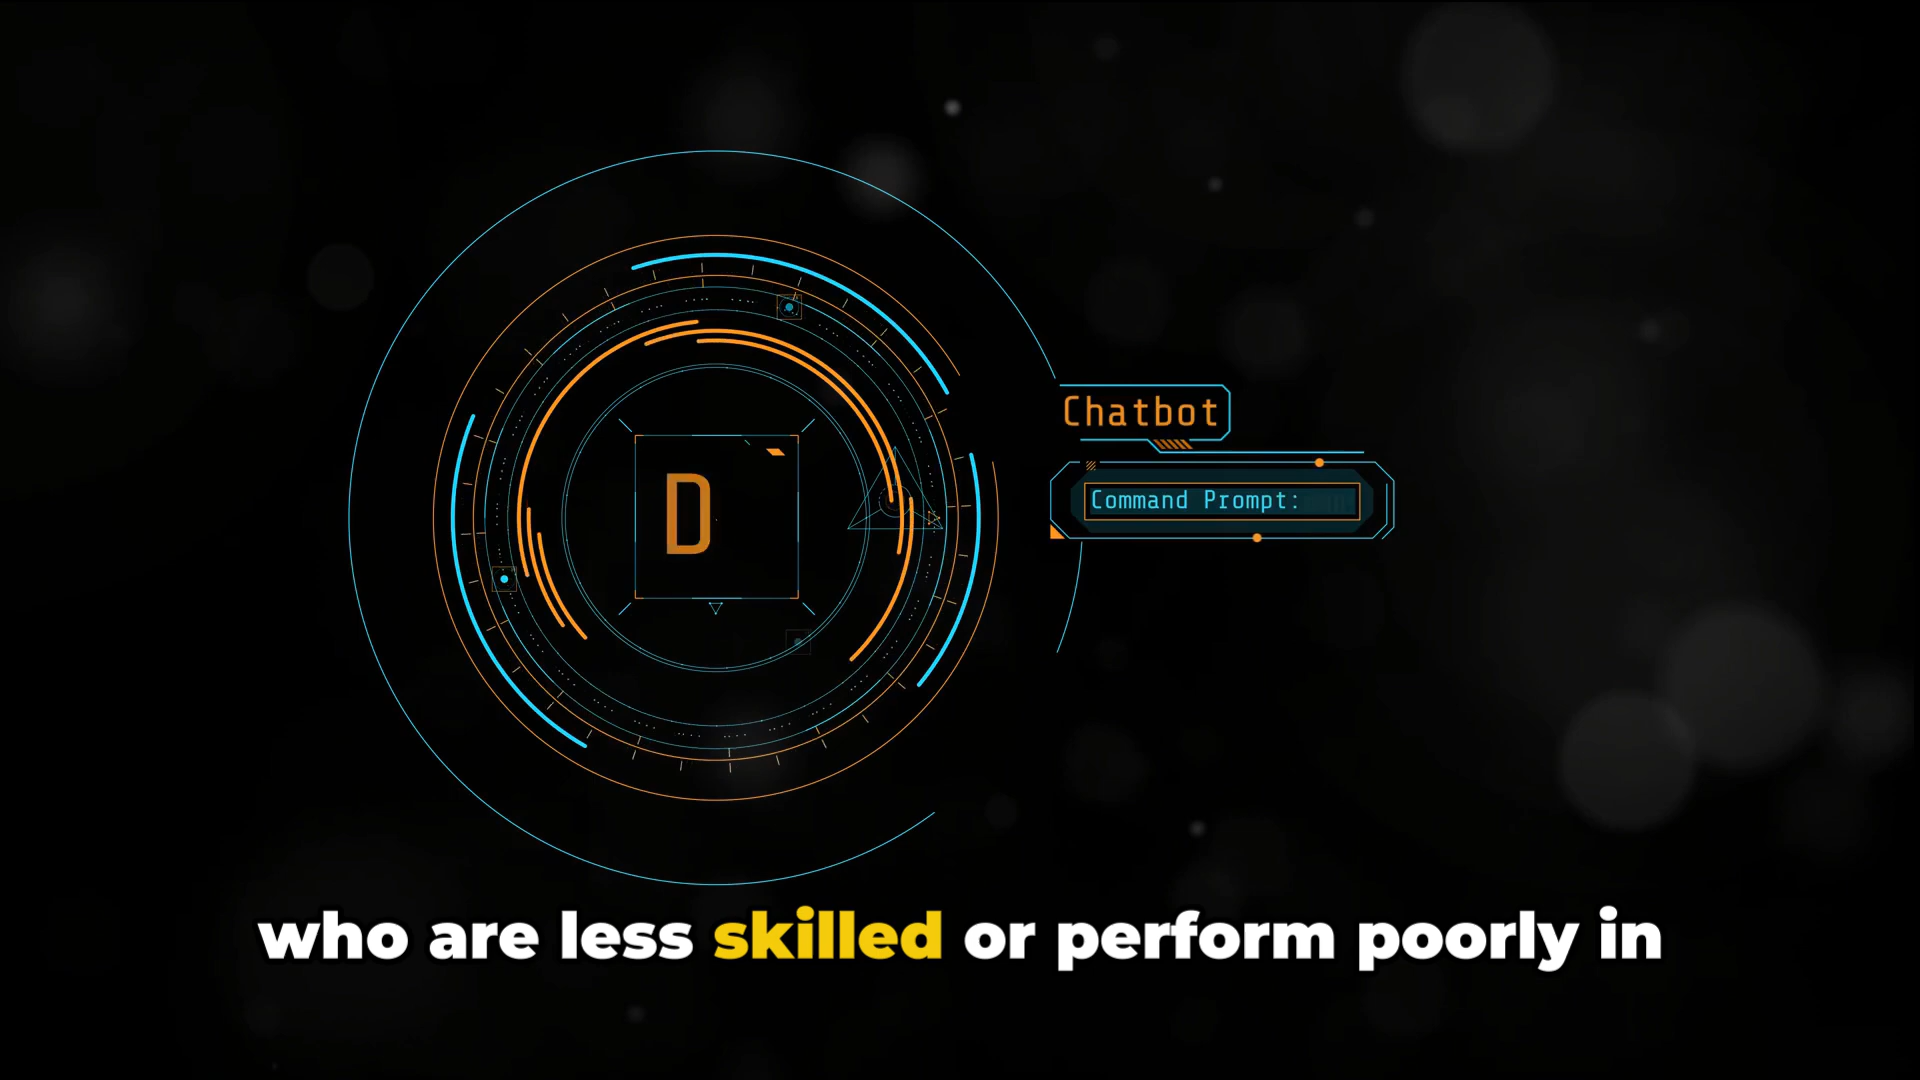 Chatbot
D
Command Prompt:
who are less skilled or perform poorly in